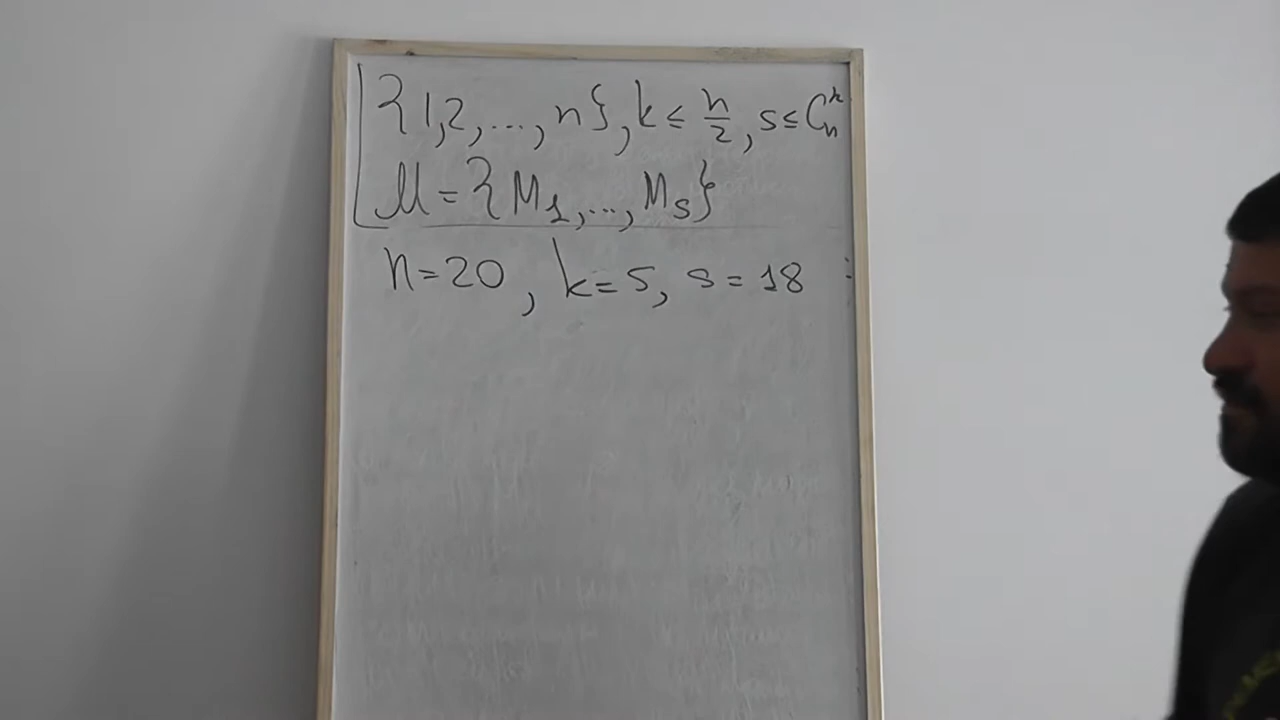 {1,2,...,n}, k ≤ n/2, s ≤ C_n^k
M = {M_1,...,M_s}
n=20, k=5, s=18